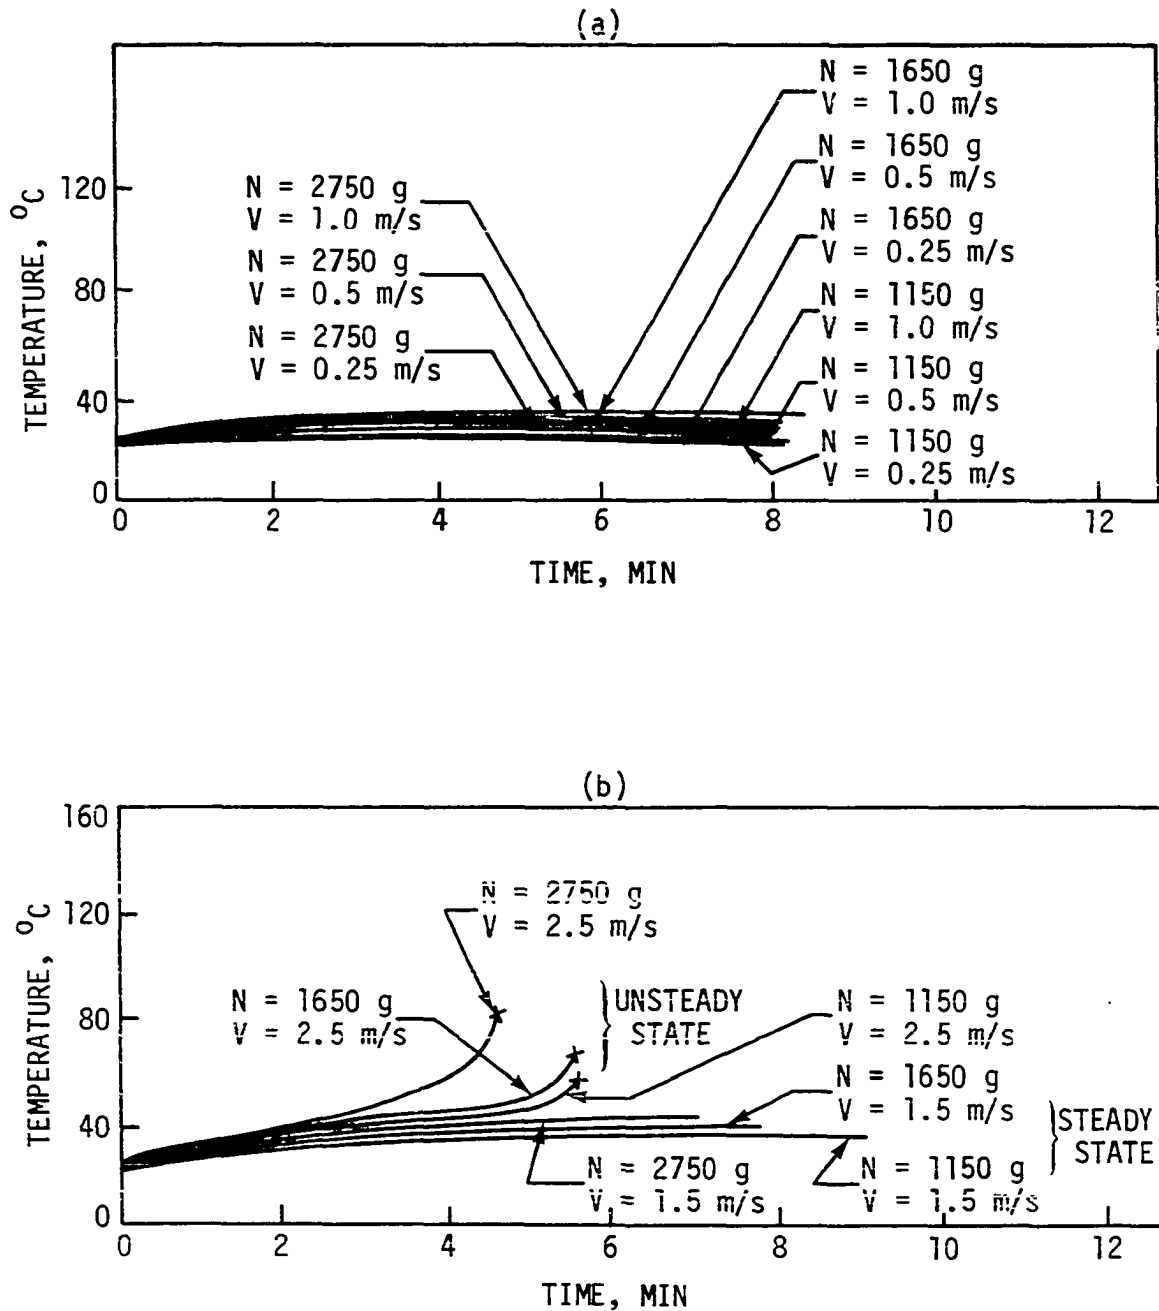 (a)
TEMPERATURE, °C
120
80
40
0
N = 2750 g
V = 1.0 m/s
N = 2750 g
V = 0.5 m/s
N = 2750 g
V = 0.25 m/s
N = 1650 g
V = 1.0 m/s
N = 1650 g
V = 0.5 m/s
N = 1650 g
V = 0.25 m/s
N = 1150 g
V = 1.0 m/s
N = 1150 g
V = 0.5 m/s
N = 1150 g
V = 0.25 m/s
0 2 4 6 8 10 12
TIME, MIN
(b)
TEMPERATURE, °C
160
120
80
40
0
N = 2750 g
V = 2.5 m/s
N = 1650 g
V = 2.5 m/s
UNSTEADY
STATE
N = 1150 g
V = 2.5 m/s
N = 1650 g
V = 1.5 m/s
STEADY
STATE
N = 2750 g
V = 1.5 m/s
N = 1150 g
V = 1.5 m/s
0 2 4 6 8 10 12
TIME, MIN